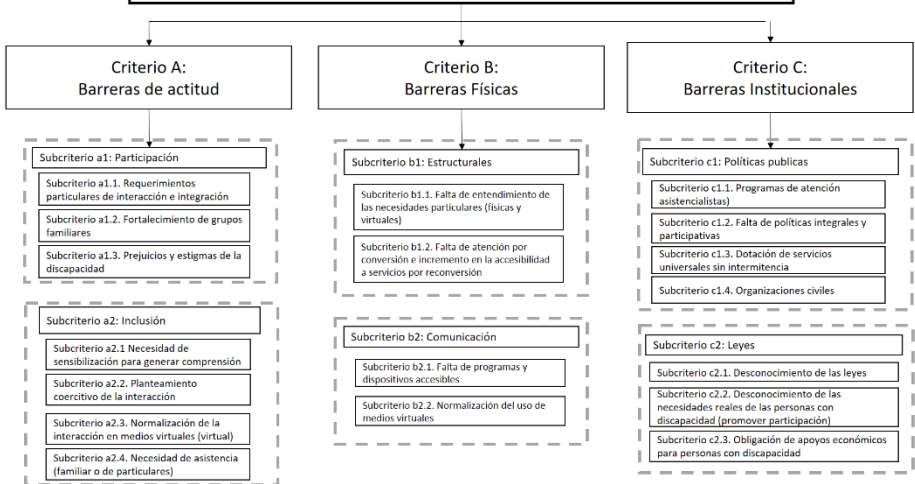 Criterio A:
Barreras de actitud
Subcriterio a1: Participación
Subcriterio a1.1. Requerimientos
particulares de interacción e integración
Subcriterio a1.2. Fortalecimiento de grupos
familiares
Subcriterio a1.3. Prejuicios y estigmas de la
discapacidad
Subcriterio a2: Inclusión
Subcriterio a2.1 Necesidad de
sensibilización para generar comprensión
Subcriterio a2.2. Planteamiento
coercitivo de la interacción
Subcriterio a2.3. Normalización de la
interacción en medios virtuales (virtual)
Subcriterio a2.4. Necesidad de asistencia
(familiar o de particulares)
Criterio B:
Barreras Físicas
Subcriterio b1: Estructurales
Subcriterio b1.1. Falta de entendimiento de
las necesidades particulares (físicas y
virtuales)
Subcriterio b1.2. Falta de atención por
conversión e incremento en la accesibilidad
a servicios por reconversión
Subcriterio b2: Comunicación
Subcriterio b2.1. Falta de programas y
dispositivos accesibles
Subcriterio b2.2. Normalización del uso de
medios virtuales
Criterio C:
Barreras Institucionales
Subcriterio c1: Políticas publicas
Subcriterio c1.1. Programas de atención
asistencialistas)
Subcriterio c1.2. Falta de políticas integrales y
participativas
Subcriterio c1.3. Dotación de servicios
universales sin intermitencia
Subcriterio c1.4. Organizaciones civiles
Subcriterio c2: Leyes
Subcriterio c2.1. Desconocimiento de las leyes
Subcriterio c2.2. Desconocimiento de las
necesidades reales de las personas con
discapacidad (promover participación)
Subcriterio c2.3. Obligación de apoyos económicos
para personas con discapacidad